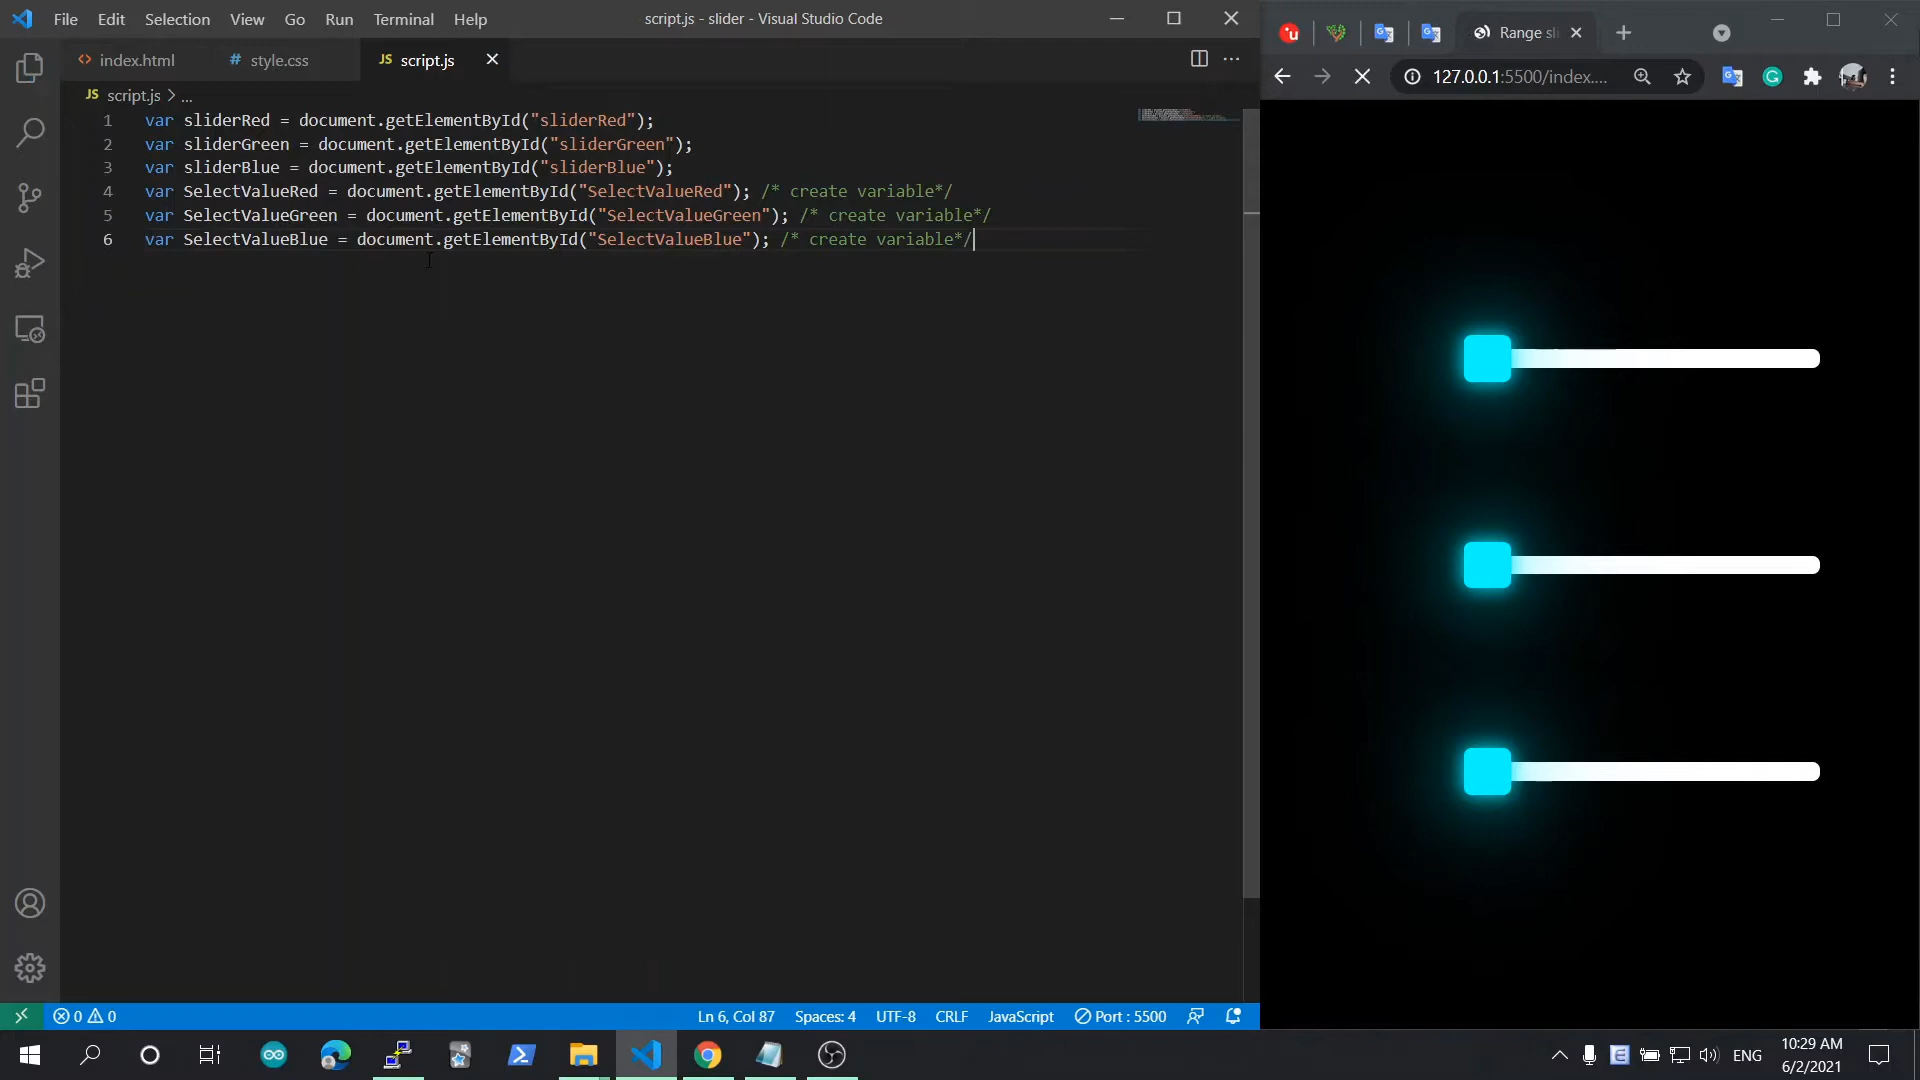 File Edit Selection View Go Run Terminal Help script.js - slider - Visual Studio Code
index.html # style.css JS script.js
JS script.js > ...
1 var sliderRed = document.getElementById("sliderRed");
2 var sliderGreen = document.getElementById("sliderGreen");
3 var sliderBlue = document.getElementById("sliderBlue");
4 var SelectValueRed = document.getElementById("SelectValueRed"); /* create variable*/
5 var SelectValueGreen = document.getElementById("SelectValueGreen"); /* create variable*/
6 var SelectValueBlue = document.getElementById("SelectValueBlue"); /* create variable*/
Range sli
127.0.0.1:5500/index....
0 0 Ln 6, Col 87 Spaces: 4 UTF-8 CRLF JavaScript Port : 5500
ENG
10:29 AM
6/2/2021